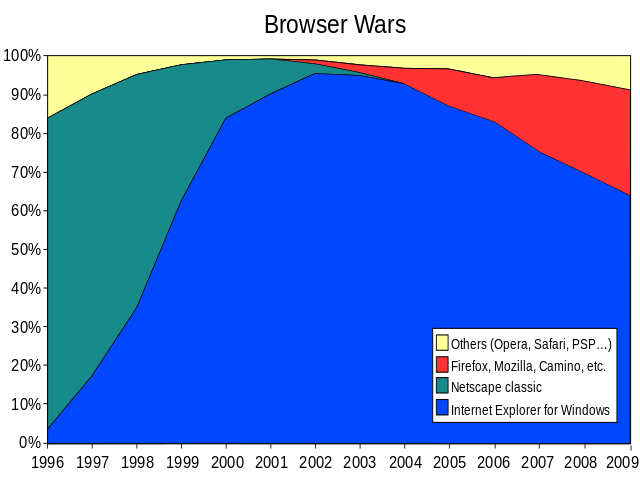 Browser Wars
100%
90%
80%
70%
60%
50%
40%
30%
20%
10%
0%
Others (Opera, Safari, PSP...)
Firefox, Mozilla, Camino, etc.
Netscape classic
Internet Explorer for Windows
1996 1997 1998 1999 2000 2001 2002 2003 2004 2005 2006 2007 2008 2009